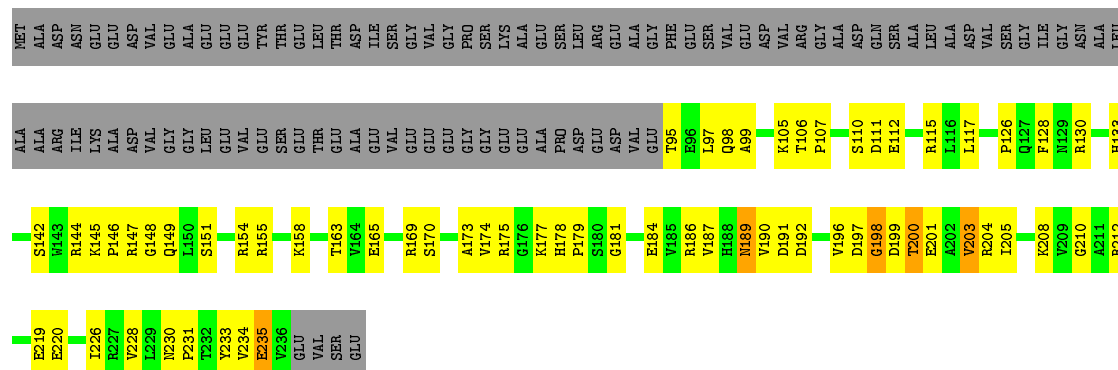 MET ALA ASP ASN GLU GLU ASP VAL GLU ALA GLU GLU GLU TYR THR GLU LEU THR ASP ILE SER GLY VAL GLY PRO SER LYS ALA GLU SER LEU ARG GLU ALA GLY PHE GLU SER VAL GLU ASP VAL ARG GLY ALA ASP GLN SER ALA LEU ALA ASP VAL SER GLY ILE GLY ASN ALA LEU
ALA ALA ARG ILE LYS ALA ASP VAL GLY GLY LEU GLU VAL GLU SER GLU THR GLU ALA GLU VAL GLU GLU GLU GLY GLY GLU GLU ALA PRO ASP GLU ASP VAL GLU T95 E96 L97 Q98 A99 K105 T106 P107 S110 D111 E112 R115 L116 L117 P126 Q127 F128 N129 R130 H133
S142 W143 R144 K145 P146 R147 G148 Q149 L150 S151 R154 R155 K158 T163 V164 E165 R169 S170 A173 V174 R175 G176 K177 H178 P179 S180 G181 E184 V185 R186 V187 H188 N189 V190 D191 D192 V196 D197 G198 D199 T200 E201 A202 V203 R204 I205 K208 V209 G210 A211
E219 E220 I226 R227 V228 L229 N230 P231 T232 Y233 V234 E235 V236 GLU VAL SER GLU